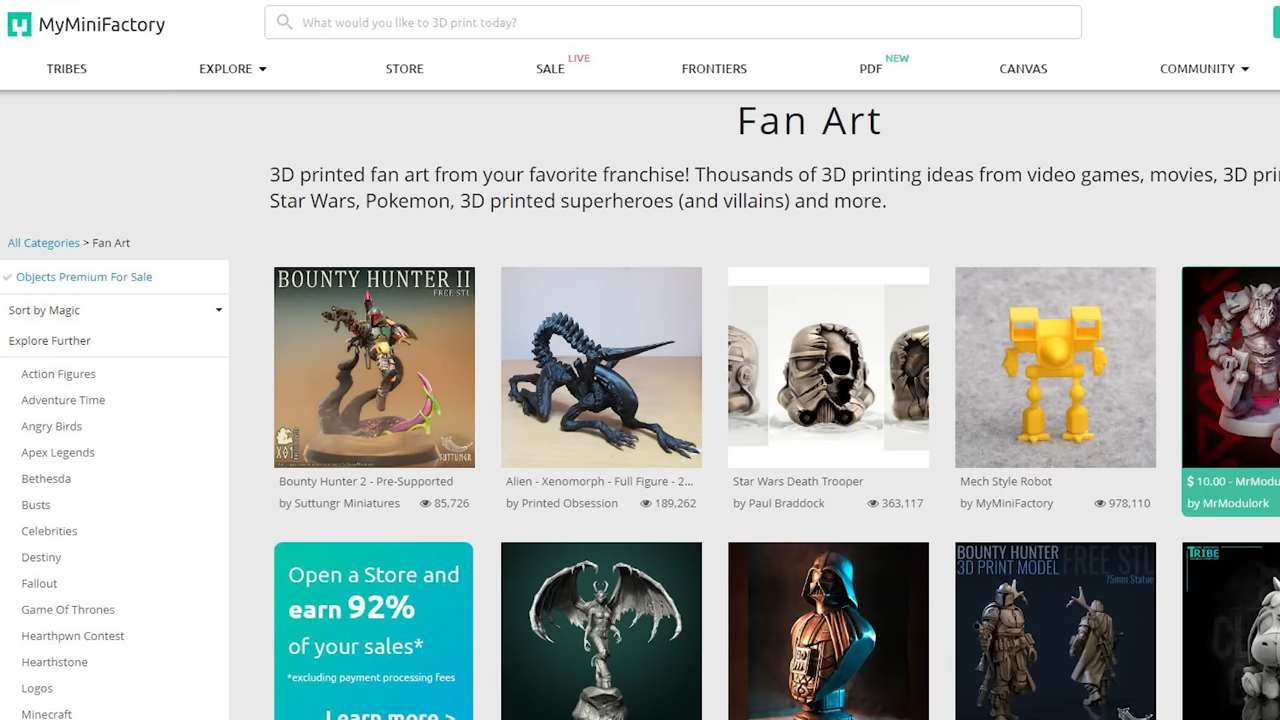 MyMiniFactory
What would you like to 3D print today?
TRIBES
EXPLORE
STORE
SALE LIVE
FRONTIERS
PDF NEW
CANVAS
COMMUNITY
Fan Art
3D printed fan art from your favorite franchise! Thousands of 3D printing ideas from video games, movies, 3D
Star Wars, Pokemon, 3D printed superheroes (and villains) and more.
All Categories > Fan Art
Objects Premium For Sale
Sort by Magic
Explore Further
Action Figures
Adventure Time
Angry Birds
Apex Legends
Bethesda
Busts
Celebrities
Destiny
Fallout
Game Of Thrones
Hearthpwn Contest
Hearthstone
Logos
Minecraft
BOUNTY HUNTER II
FREE STL
SUTTUNGR
Bounty Hunter 2 - Pre-Supported
by Suttungr Miniatures 85,726
Alien - Xenomorph - Full Figure - 2...
by Printed Obsession 189,262
Star Wars Death Trooper
by Paul Braddock 363,117
Mech Style Robot
by MyMiniFactory 978,110
$ 10.00 - MrModu
by MrModulork
Open a Store and
earn 92%
of your sales*
*excluding payment processing fees
Learn more >
BOUNTY HUNTER FREE STL
3D PRINT MODEL 75mm Statue
TRIBE